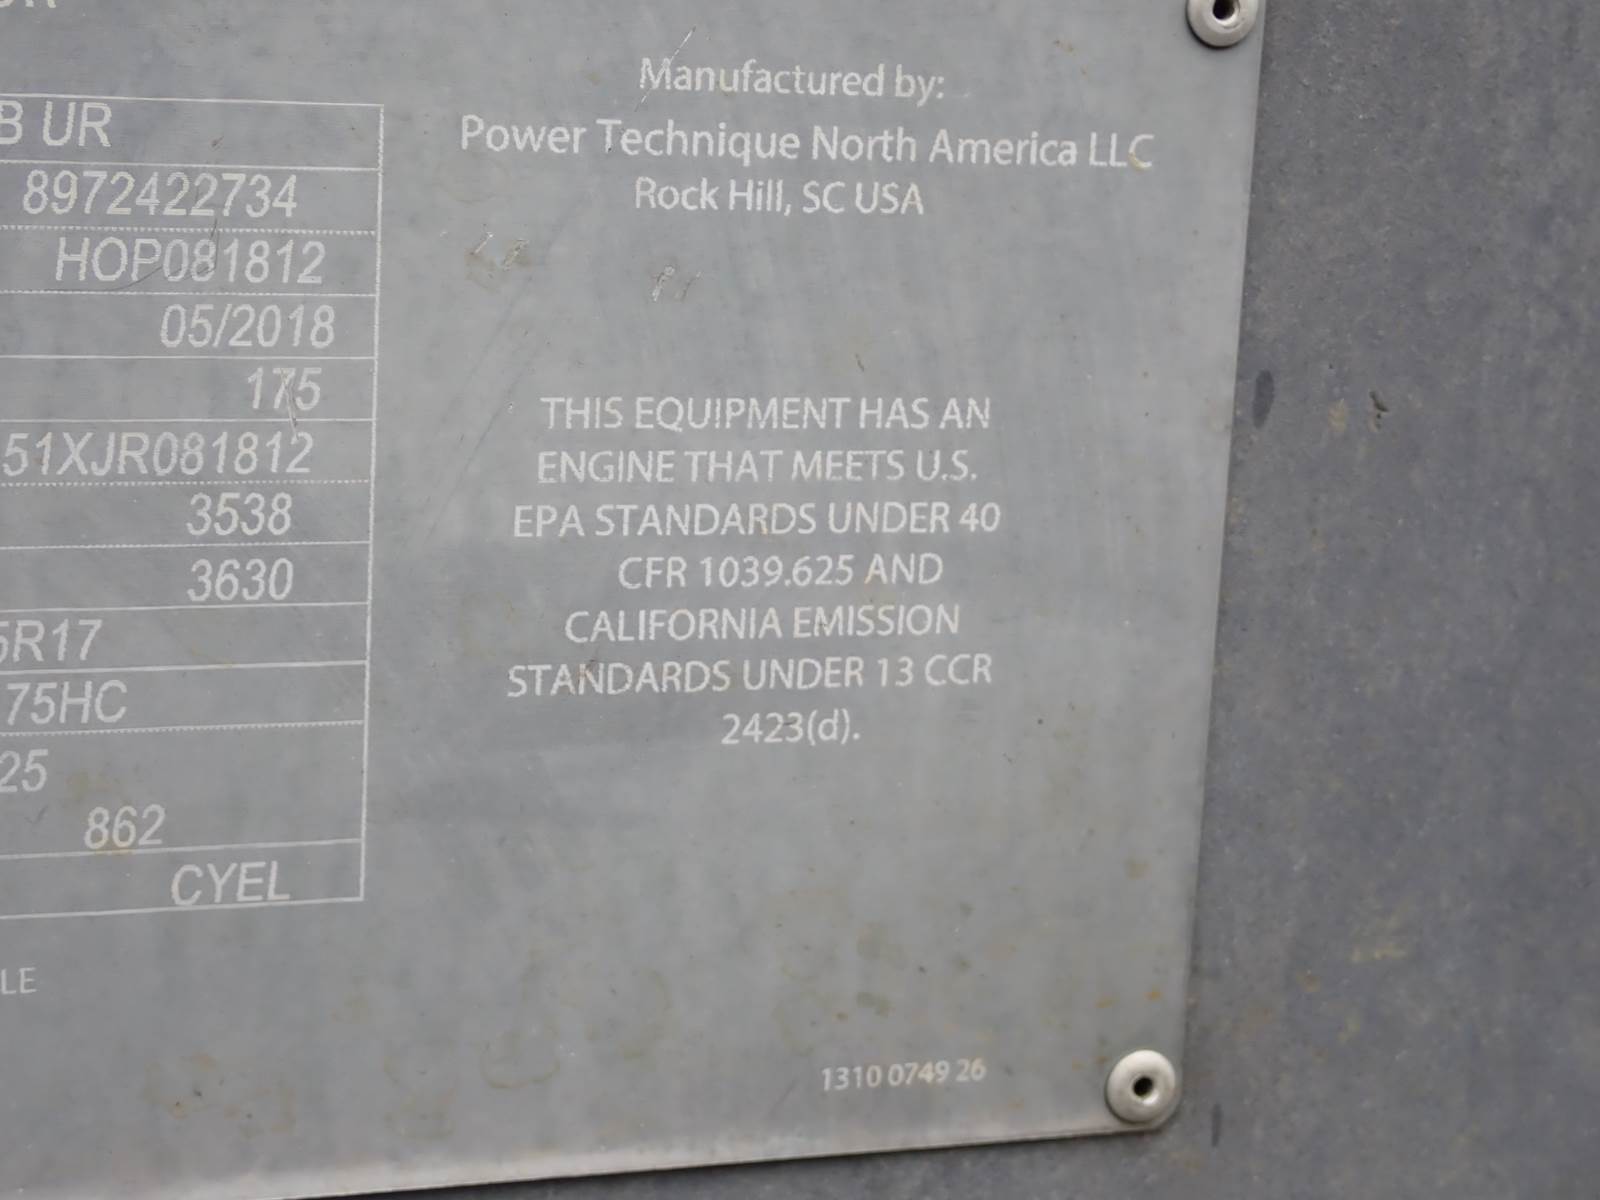 B UR
8972422734
HOP081812
05/2018
175
51XJR081812
3538
3630
5R17
75HC
25
862
CYEL
LE
Manufactured by:
Power Technique North America LLC
Rock Hill, SC USA
THIS EQUIPMENT HAS AN
ENGINE THAT MEETS U.S.
EPA STANDARDS UNDER 40
CFR 1039.625 AND
CALIFORNIA EMISSION
STANDARDS UNDER 13 CCR
2423(d).
1310 0749 26